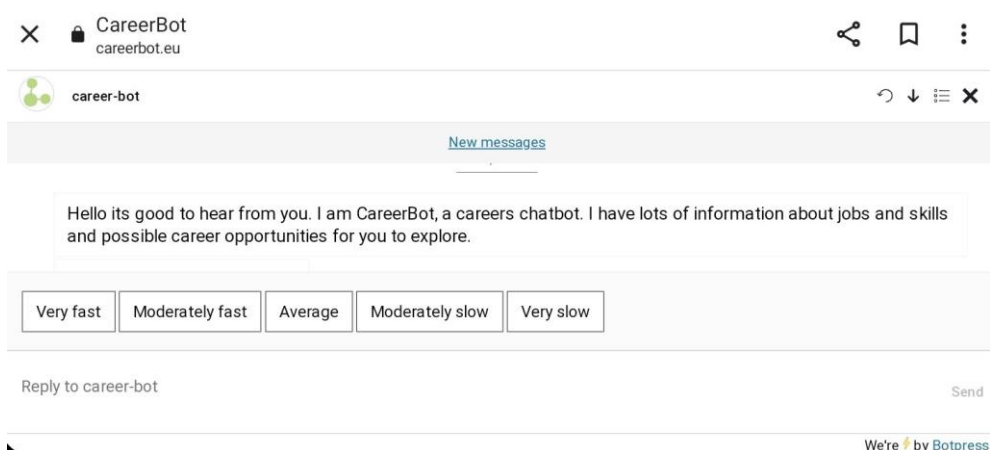 CareerBot
careerbot.eu
career-bot
New messages
Hello its good to hear from you. I am CareerBot, a careers chatbot. I have lots of information about jobs and skills
and possible career opportunities for you to explore.
Very fast
Moderately fast
Average
Moderately slow
Very slow
Reply to career-bot
Send
We're⚡by Botpress